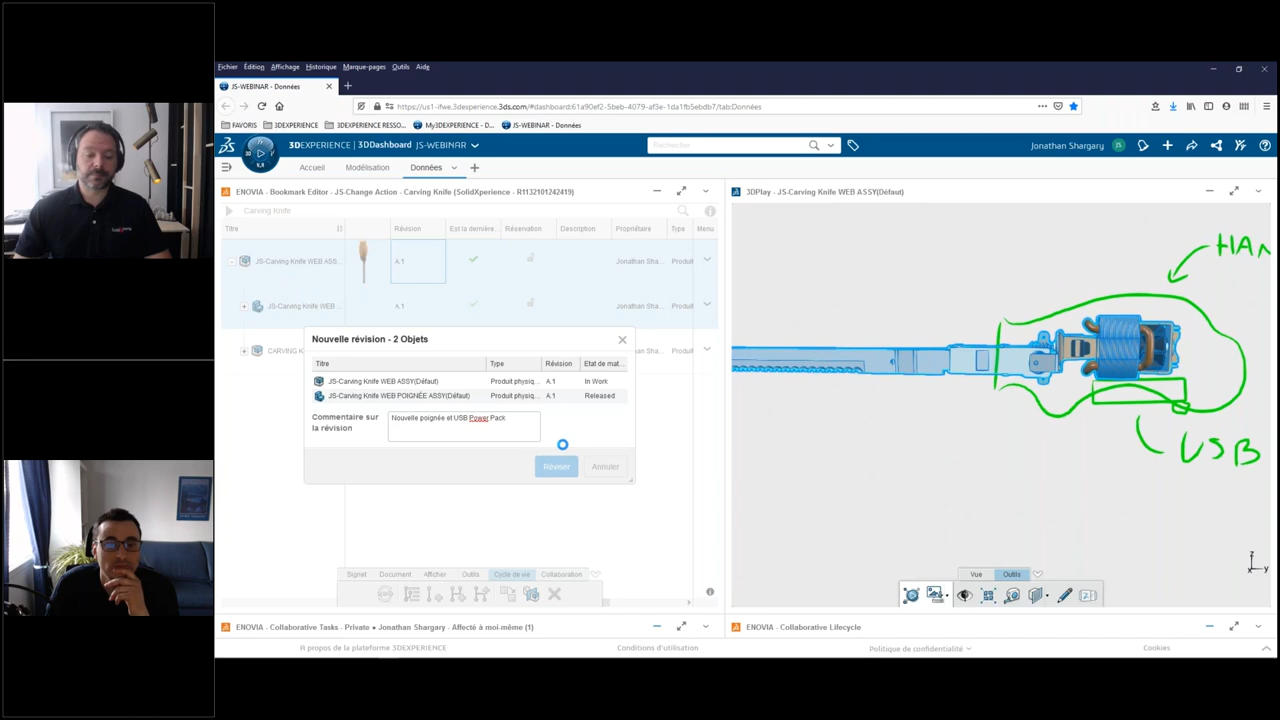 Fichier Édition Affichage Historique Marque-pages Outils Aide
JS-WEBINAR - Données
https://us1-ifwe.3dexperience.3ds.com/#dashboard:61a90ef2-5beb-4079-af3e-1da1fb5ebdb7/tab:Données
FAVORIS 3DEXPERIENCE 3DEXPERIENCE RESSO... My3DEXPERIENCE - D... JS-WEBINAR - Données
3DEXPERIENCE | 3DDashboard JS-WEBINAR Rechercher Jonathan Shargary JS
Accueil Modélisation Données
ENOVIA - Bookmark Editor - JS-Change Action - Carving Knife (SolidXperience - R1132101242419)
3DPlay - JS-Carving Knife WEB ASSY(Défaut)
Carving Knife
Titre Révision Est la dernière... Réservation Description Propriétaire Type Menu
JS-Carving Knife WEB ASS... A.1 Jonathan Sha... Produit
JS-Carving Knife WEB ... A.1 Jonathan Sha... Produit
CARVING K
Jonathan Sha... Produit
Nouvelle révision - 2 Objets
Titre Type Révision Etat de mat...
JS-Carving Knife WEB ASSY(Défaut) Produit physiq... A.1 In Work
JS-Carving Knife WEB POIGNÉE ASSY(Défaut) Produit physiq... A.1 Released
Commentaire sur la révision
Nouvelle poignée et USB Power Pack
Réviser Annuler
HAN
USB
Signet Document Afficher Outils Cycle de vie Collaboration
Vue Outils
z
y
ENOVIA - Collaborative Tasks - Private • Jonathan Shargary - Affecté à moi-même (1)
ENOVIA - Collaborative Lifecycle
A propos de la plateforme 3DEXPERIENCE Conditions d'utilisation Politique de confidentialité Cookies